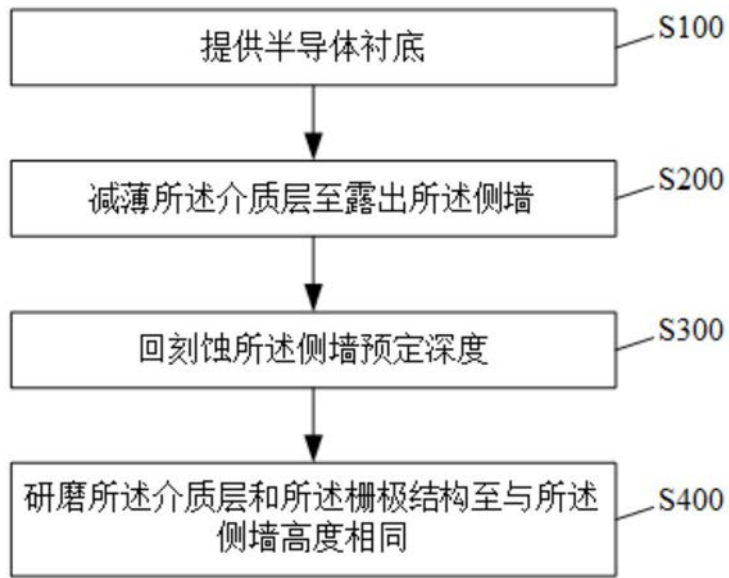 提供半导体衬底
S100
减薄所述介质层至露出所述侧墙
S200
回刻蚀所述侧墙预定深度
S300
研磨所述介质层和所述栅极结构至与所述
侧墙高度相同
S400